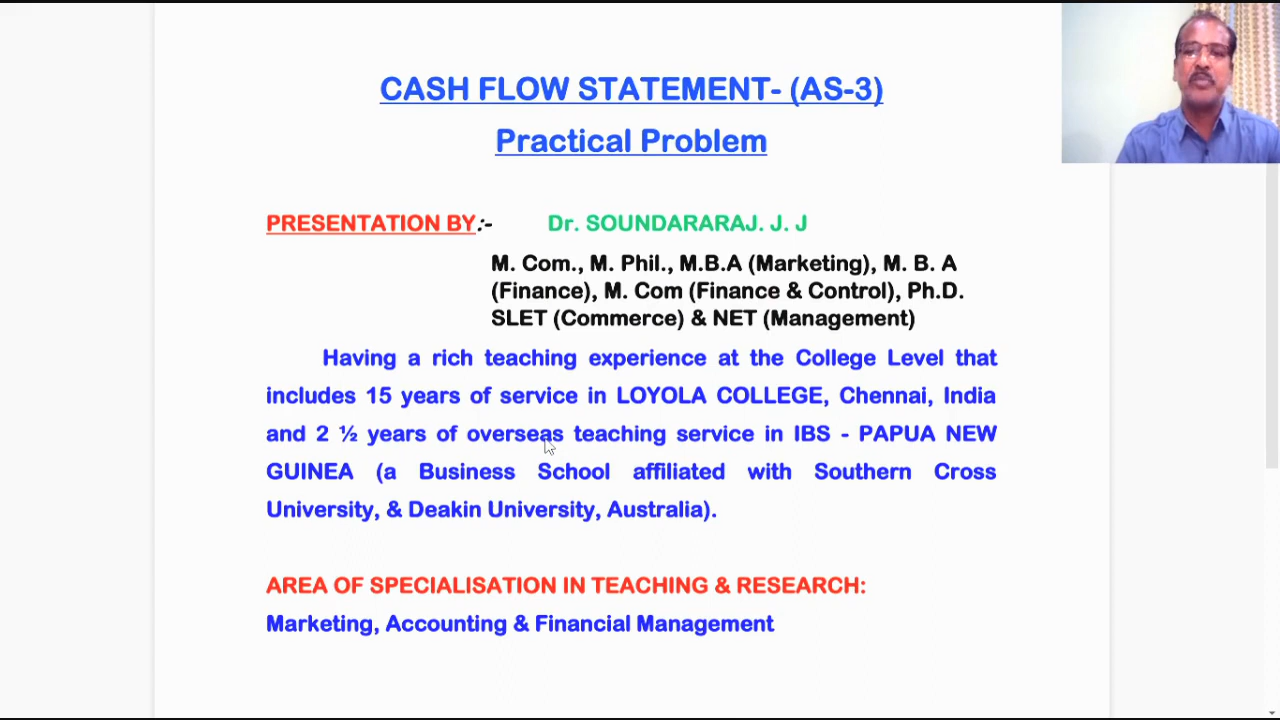 CASH FLOW STATEMENT- (AS-3)
Practical Problem
PRESENTATION BY:- Dr. SOUNDARARAJ. J. J
M. Com., M. Phil., M.B.A (Marketing), M. B. A
(Finance), M. Com (Finance & Control), Ph.D.
SLET (Commerce) & NET (Management)
Having a rich teaching experience at the College Level that
includes 15 years of service in LOYOLA COLLEGE, Chennai, India
and 2 ½ years of overseas teaching service in IBS - PAPUA NEW
GUINEA (a Business School affiliated with Southern Cross
University, & Deakin University, Australia).
AREA OF SPECIALISATION IN TEACHING & RESEARCH:
Marketing, Accounting & Financial Management